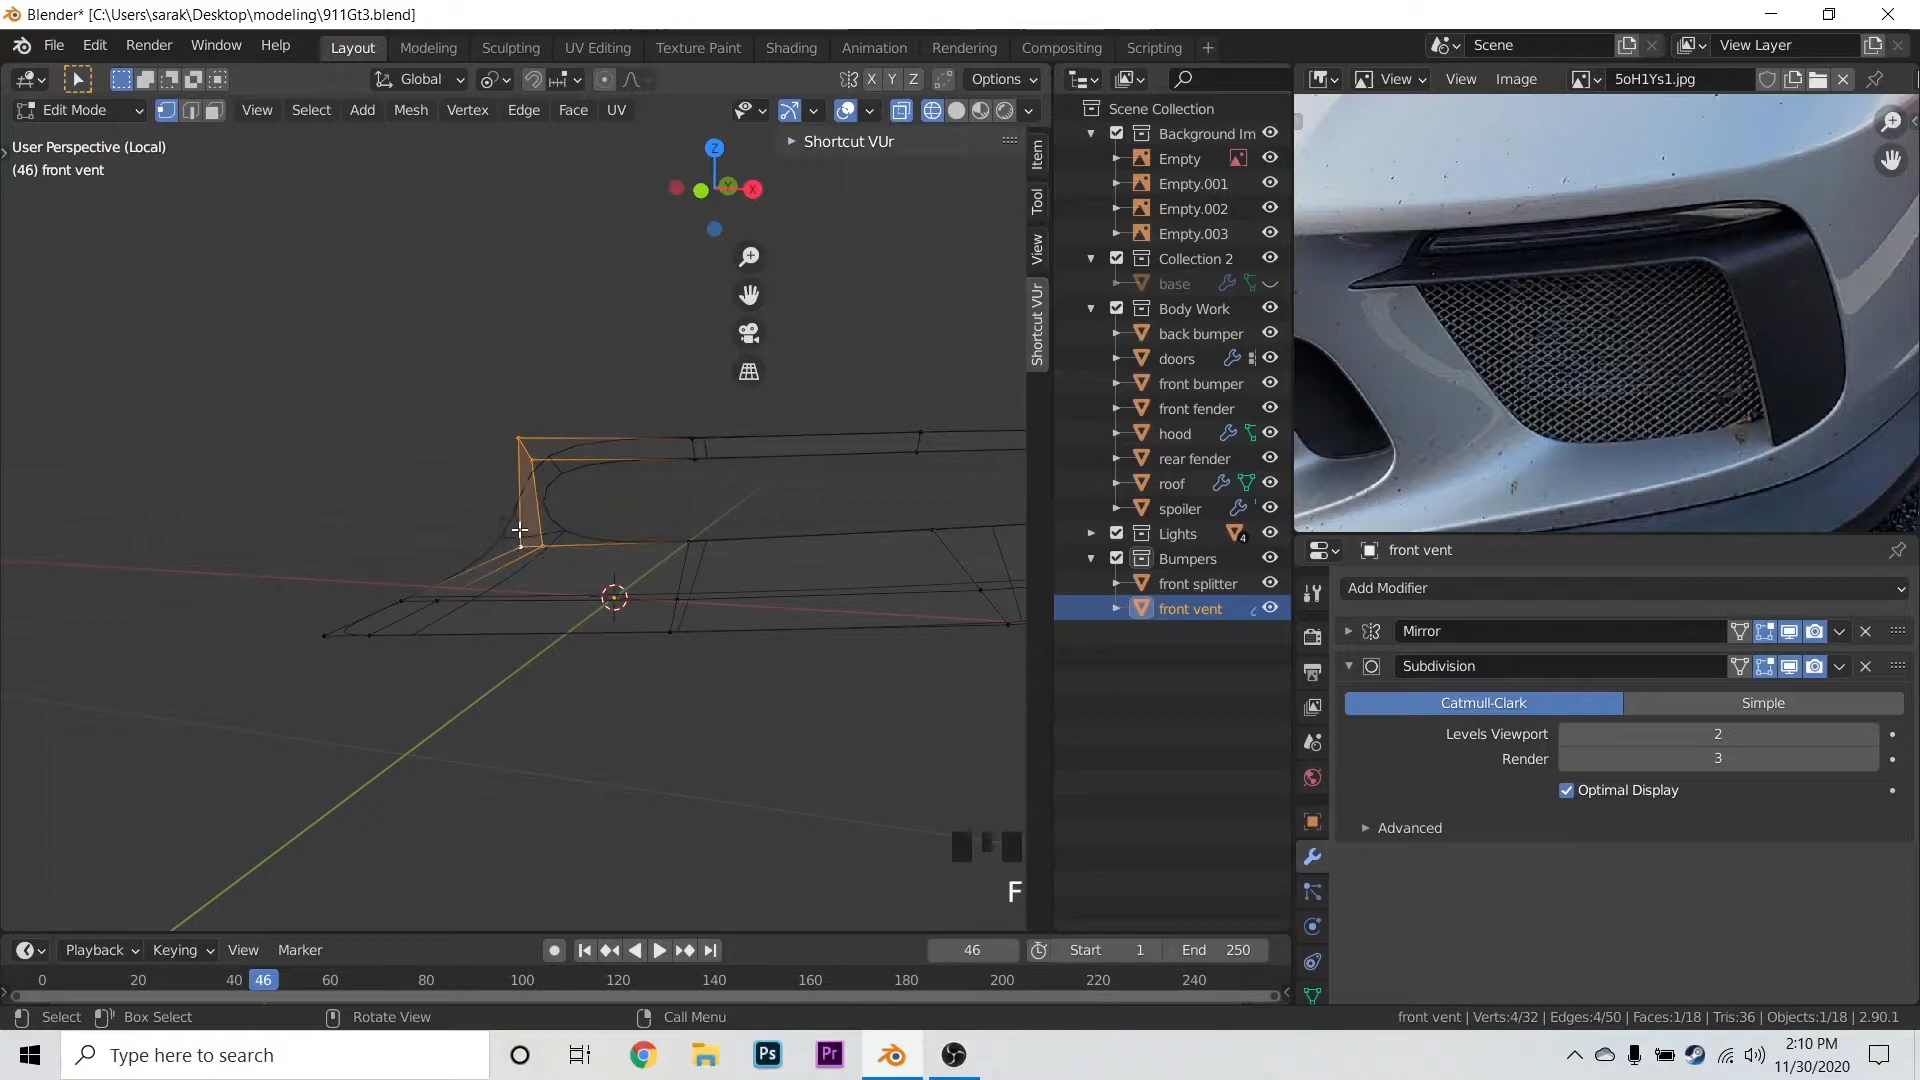 Blender* [C:\Users\sarak\Desktop\modeling\911Gt3.blend]
File Edit Render Window Help Layout Modeling Sculpting UV Editing Texture Paint Shading Animation Rendering Compositing Scripting + Scene View Layer
Global X Y Z Options View View Image 5oH1Ys1.jpg
Edit Mode View Select Add Mesh Vertex Edge Face UV
User Perspective (Local)
(46) front vent
Shortcut VUr
Z
Y
X
Item
Tool
View
Shortcut VUr
Scene Collection
Background Im
Empty
Empty.001
Empty.002
Empty.003
Collection 2
base
Body Work
back bumper
doors
front bumper
front fender
hood
rear fender
roof
spoiler
Lights
4
Bumpers
front splitter
front vent
front vent
Add Modifier
Mirror
Subdivision
Catmull-Clark Simple
Levels Viewport 2
Render 3
Optimal Display
Advanced
F
Playback Keying View Marker 46 Start 1 End 250
0 20 40 46 60 80 100 120 140 160 180 200 220 240
Select Box Select Rotate View Call Menu front vent | Verts:4/32 | Edges:4/50 | Faces:1/18 | Tris:36 | Objects:1/18 | 2.90.1
Type here to search
Ps
Pr
2:10 PM
11/30/2020